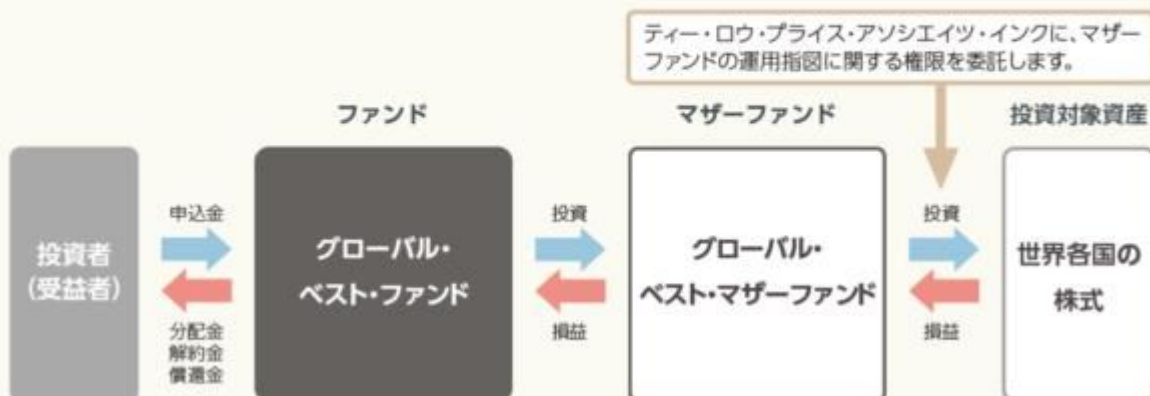 ティー・ロウ・プライス・アソシエイツ・インクに、マザー
ファンドの運用指図に関する権限を委託します。
ファンド
マザーファンド
投資対象資産
投資者
(受益者)
申込金
分配金
解約金
償還金
グローバル・
ベスト・ファンド
投資
損益
グローバル・
ベスト・マザーファンド
投資
損益
世界各国の
株式